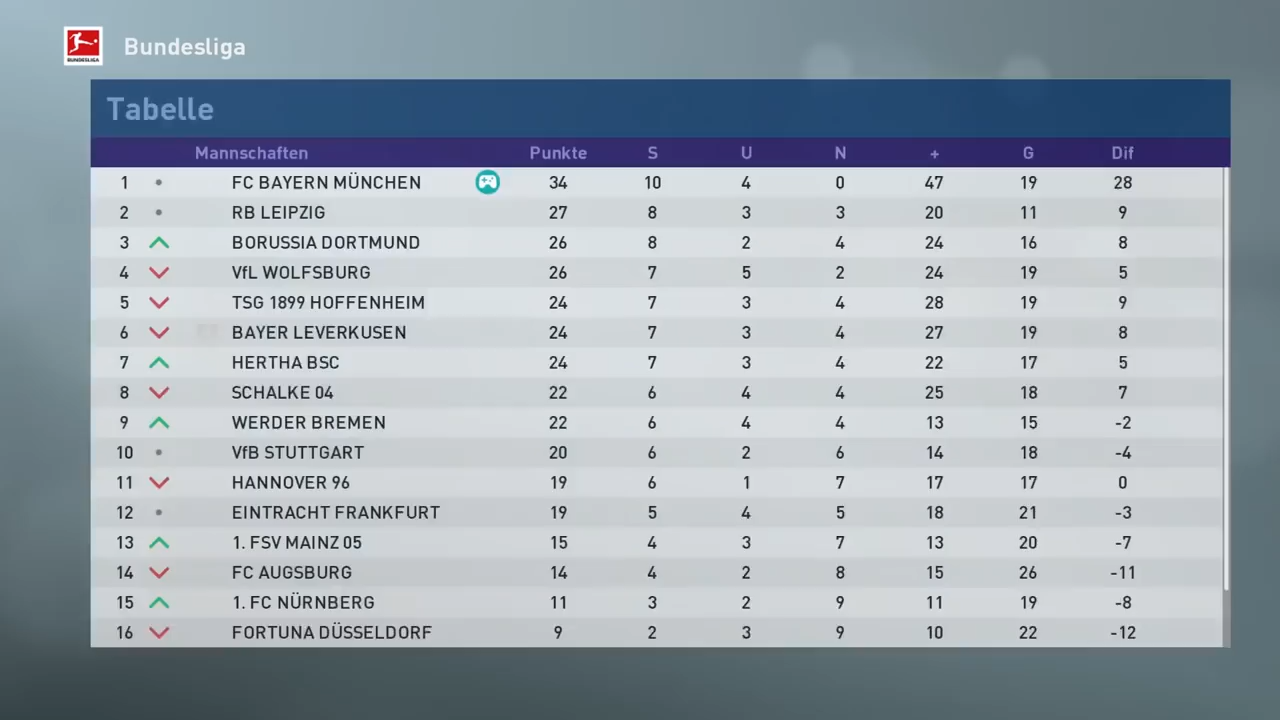 BUNDESLIGA
Bundesliga
Tabelle
Mannschaften Punkte S U N + G Dif
1 FC BAYERN MÜNCHEN 34 10 4 0 47 19 28
2 RB LEIPZIG 27 8 3 3 20 11 9
3 BORUSSIA DORTMUND 26 8 2 4 24 16 8
4 VfL WOLFSBURG 26 7 5 2 24 19 5
5 TSG 1899 HOFFENHEIM 24 7 3 4 28 19 9
6 BAYER LEVERKUSEN 24 7 3 4 27 19 8
7 HERTHA BSC 24 7 3 4 22 17 5
8 SCHALKE 04 22 6 4 4 25 18 7
9 WERDER BREMEN 22 6 4 4 13 15 -2
10 VfB STUTTGART 20 6 2 6 14 18 -4
11 HANNOVER 96 19 6 1 7 17 17 0
12 EINTRACHT FRANKFURT 19 5 4 5 18 21 -3
13 1. FSV MAINZ 05 15 4 3 7 13 20 -7
14 FC AUGSBURG 14 4 2 8 15 26 -11
15 1. FC NÜRNBERG 11 3 2 9 11 19 -8
16 FORTUNA DÜSSELDORF 9 2 3 9 10 22 -12